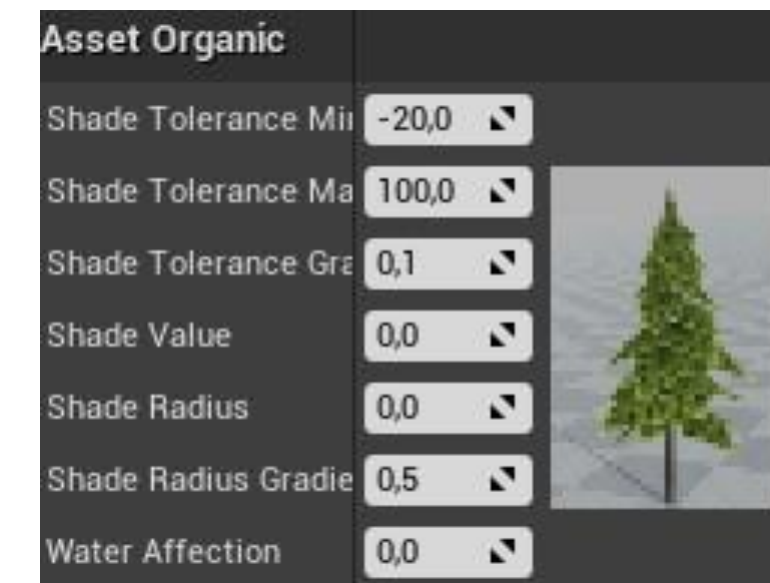 Asset Organic
Shade Tolerance Mi -20,0
Shade Tolerance Ma 100,0
Shade Tolerance Gra 0,1
Shade Value 0,0
Shade Radius 0,0
Shade Radius Gradie 0,5
Water Affection 0,0